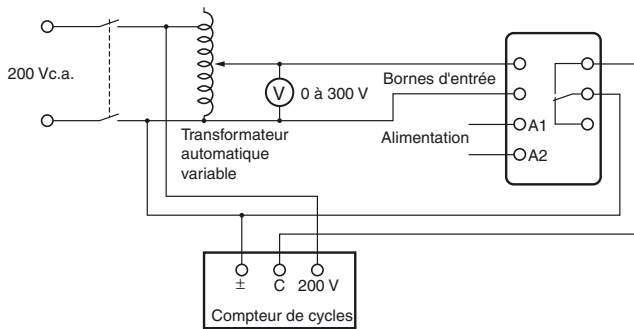 200 Vc.a.
V
0 à 300 V
Transformateur
automatique
variable
Bornes d'entrée
Alimentation
A1
A2
± C 200 V
Compteur de cycles